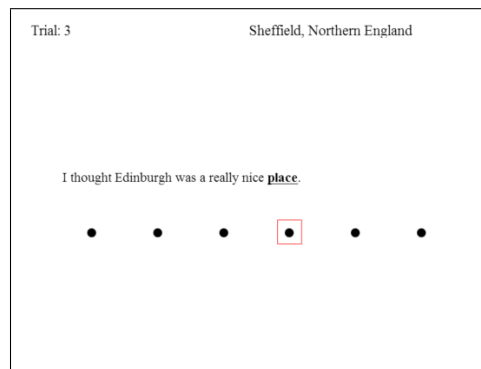 Trial: 3 Sheffield, Northern England
I thought Edinburgh was a really nice place.